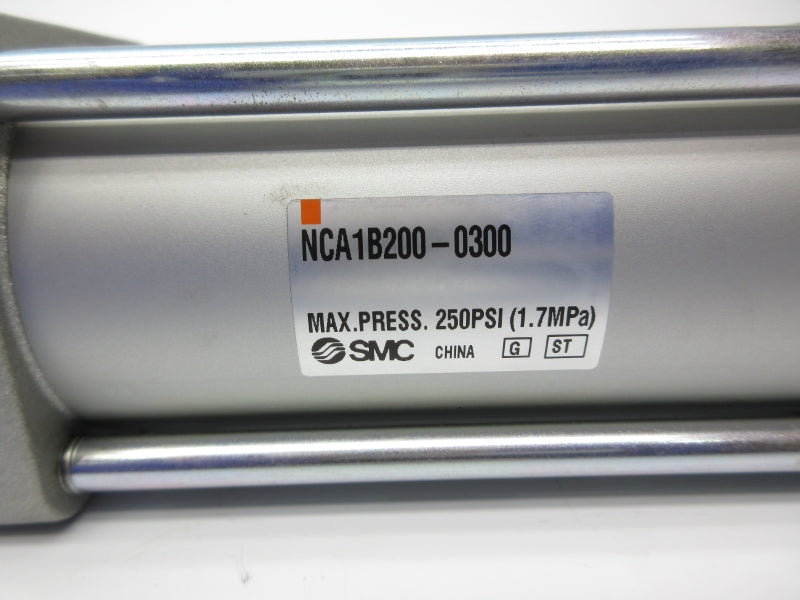 NCA1B200-0300
MAX.PRESS. 250PSI (1.7MPa)
SMC CHINA G ST